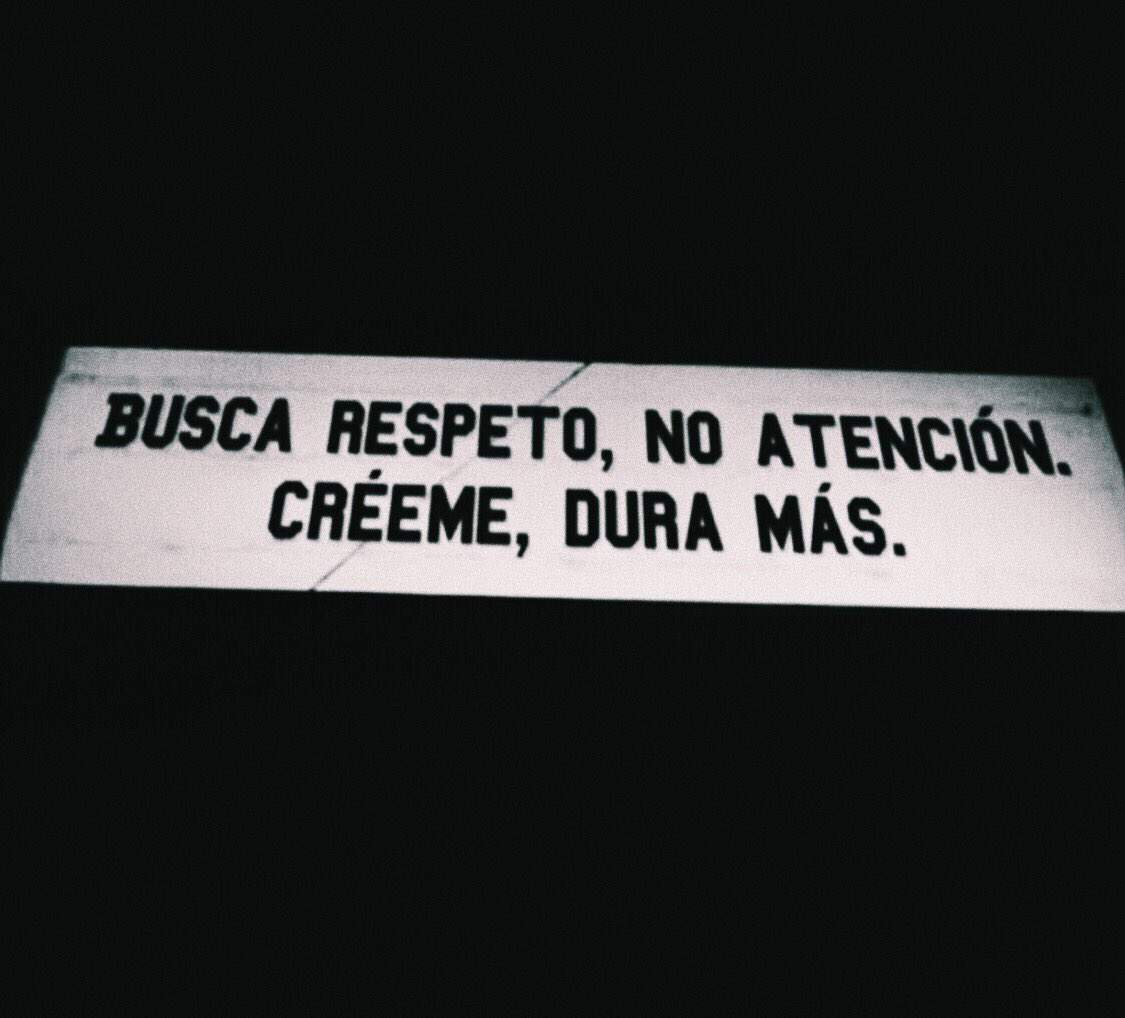 BUSCA RESPETO, NO ATENCIÓN.
CRÉEME, DURA MÁS.